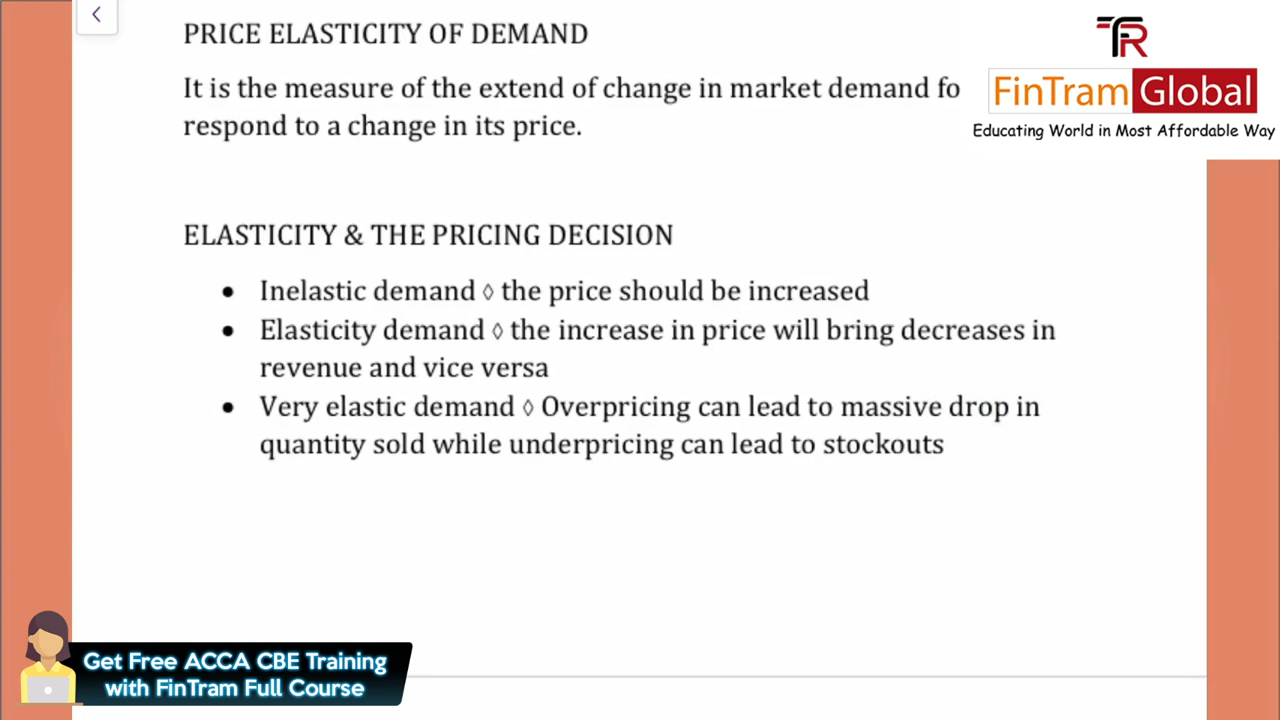 PRICE ELASTICITY OF DEMAND
It is the measure of the extend of change in market demand fo
respond to a change in its price.
ELASTICITY & THE PRICING DECISION
• Inelastic demand ◊ the price should be increased
• Elasticity demand ◊ the increase in price will bring decreases in
revenue and vice versa
• Very elastic demand ◊ Overpricing can lead to massive drop in
quantity sold while underpricing can lead to stockouts
TFR
FinTram Global
Educating World in Most Affordable Way
Get Free ACCA CBE Training
with FinTram Full Course